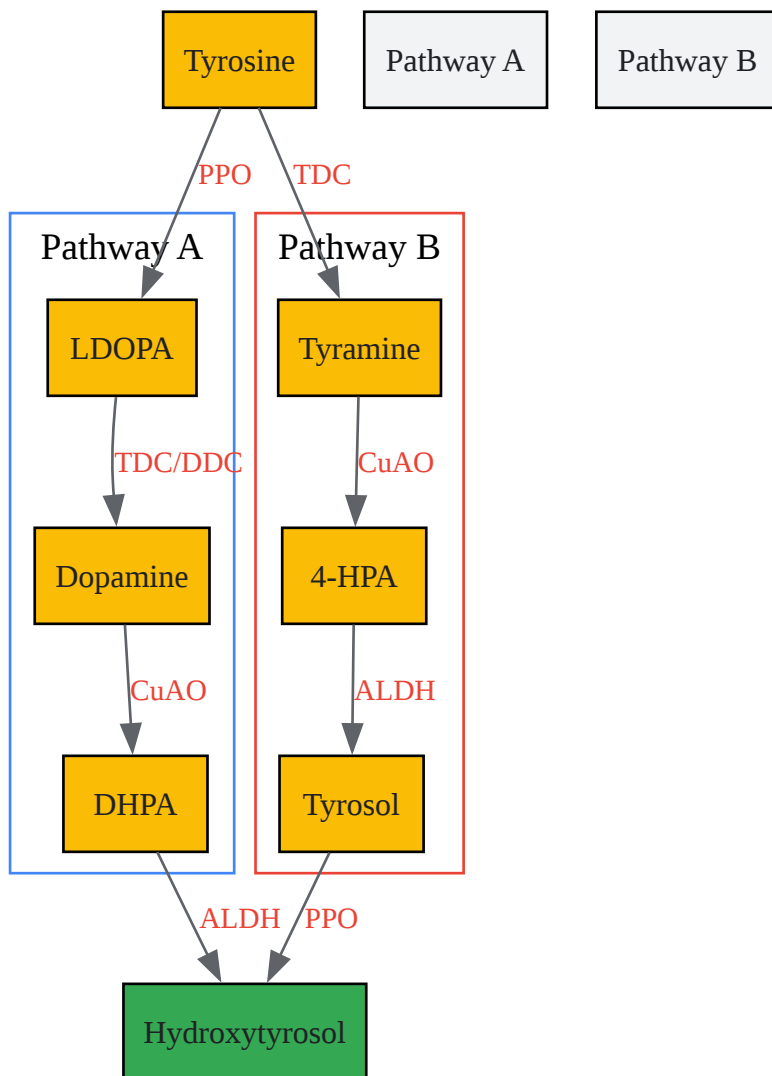 Tyrosine
Pathway A
Pathway B
PPO
TDC
Pathway A
Pathway B
LDOPA
Tyramine
TDC/DDC
CuAO
Dopamine
4-HPA
CuAO
ALDH
DHPA
Tyrosol
ALDH
PPO
Hydroxytyrosol